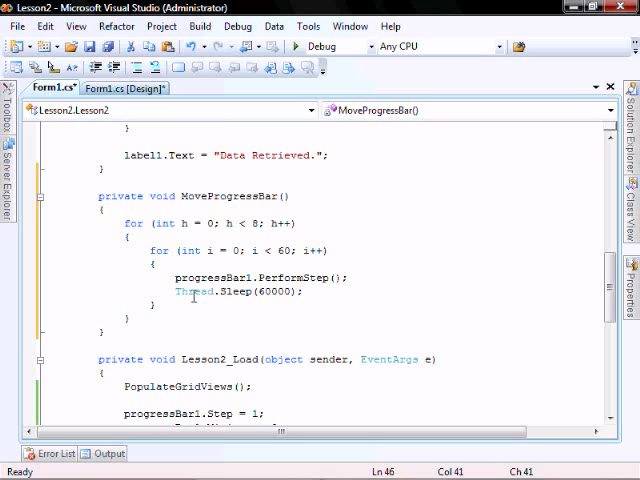 Lesson2 - Microsoft Visual Studio (Administrator)
File Edit View Refactor Project Build Debug Data Tools Window Help
Debug Any CPU
Form1.cs* Form1.cs [Design]*
Lesson2.Lesson2 MoveProgressBar()
Toolbox
Server Explorer
}
label1.Text = "Data Retrieved.";
}
private void MoveProgressBar()
{
for (int h = 0; h < 8; h++)
{
for (int i = 0; i < 60; i++)
{
progressBar1.PerformStep();
Thread.Sleep(60000);
}
}
}
private void Lesson2_Load(object sender, EventArgs e)
{
PopulateGridViews();
progressBar1.Step = 1;
Solution Explorer
Class View
Properties
Error List Output
Ready Ln 46 Col 41 Ch 41